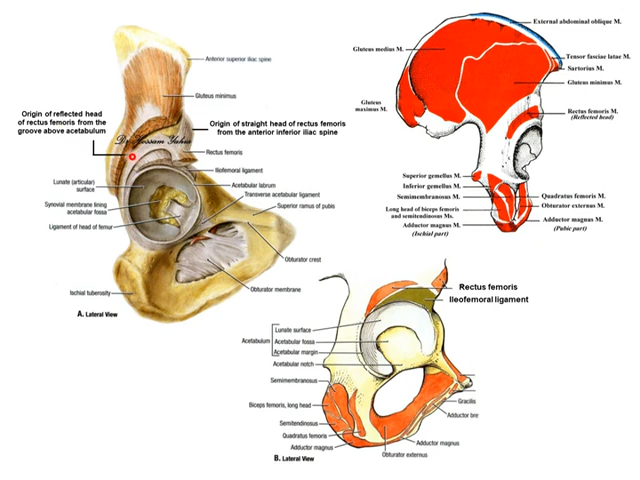 Anterior superior iliac spine
Gluteus minimus
Origin of reflected head
of rectus femoris from the
groove above acetabulum
Origin of straight head of rectus femoris
from the anterior inferior iliac spine
Dr. Hossam Yahia
Rectus femoris
Iliofemoral ligament
Lunate (articular)
surface
Acetabular labrum
Transverse acetabular ligament
Synovial membrane lining
acetabular fossa
Superior ramus of pubis
Ligament of head of femur
Obturator crest
Ischial tuberosity
Obturator membrane
A. Lateral View
External abdominal oblique M.
Gluteus medius M.
Tensor fasciae latae M.
Sartorius M.
Gluteus minimus M.
Gluteus
maximus M.
Rectus femoris M.
(Reflected head)
Superior gemellus M.
Inferior gemellus M.
Semimembranosus M.
Quadratus femoris M.
Obturator externus M.
Long head of biceps femoris
and semitendinosus Ms.
Adductor magnus M.
(Ischial part)
Adductor magnus M.
(Pubic part)
Rectus femoris
Ileofemoral ligament
Acetabulum
Lunate surface
Acetabular fossa
Acetabular margin
Acetabular notch
Semimembranosus
Biceps femoris, long head
Gracilis
Adductor bre
Semitendinosus
Quadratus femoris
Adductor magnus
Adductor magnus
Obturator externus
B. Lateral View